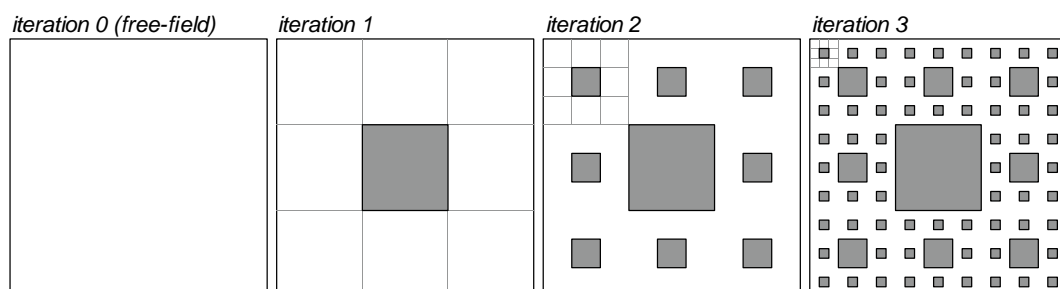 iteration 0 (free-field)
iteration 1
iteration 2
iteration 3